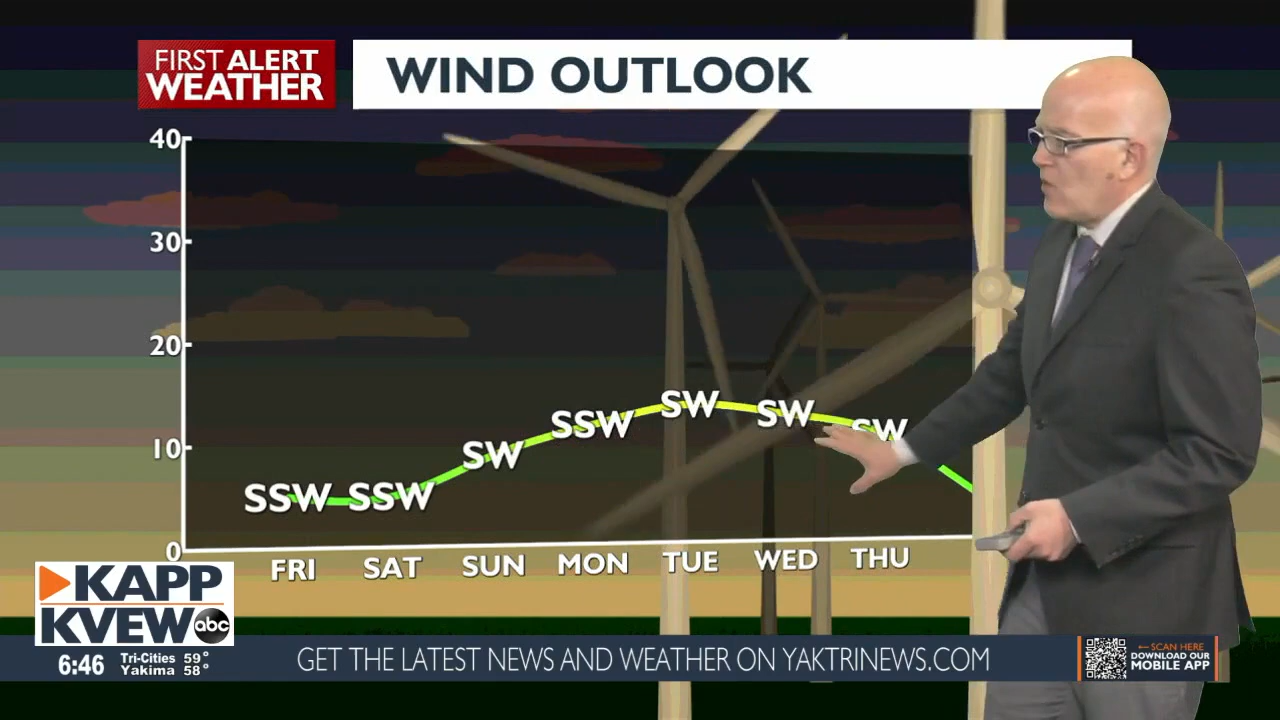 FIRST ALERT
WEATHER
WIND OUTLOOK
40
30
20
10
0
SSW SSW SW SSW SW SW SW
FRI SAT SUN MON TUE WED THU
KAPP
KVEW abc
6:46 Tri-Cities 59°
Yakima 58°
GET THE LATEST NEWS AND WEATHER ON YAKTRINEWS.COM
SCAN HERE
DOWNLOAD OUR
MOBILE APP